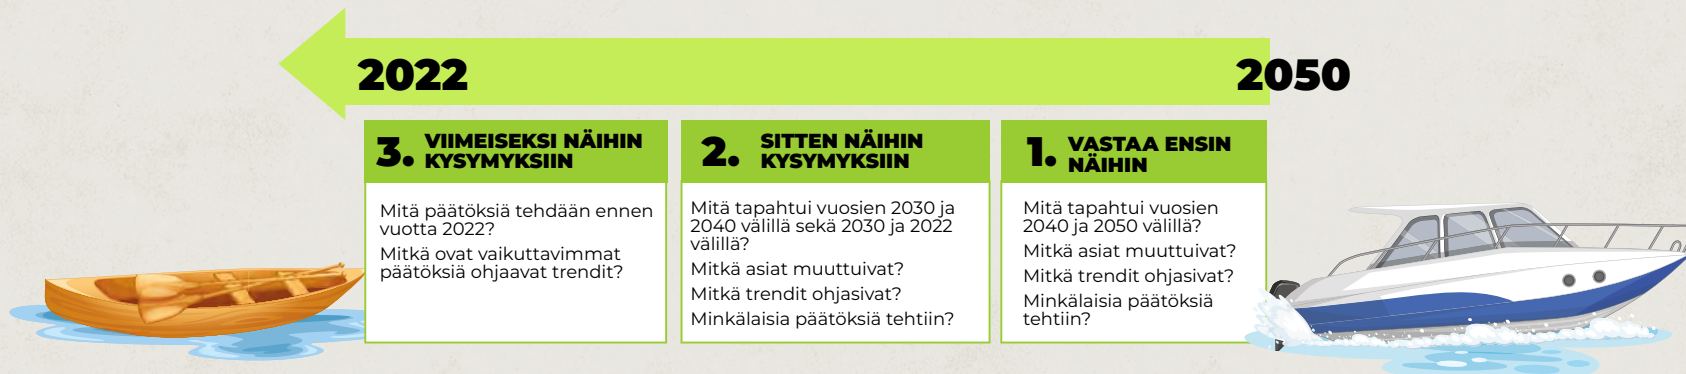 2022
2050
3. VIIMEISEKSI NÄIHIN
KYSYMYKSIIN
Mitä päätöksiä tehdään ennen
vuotta 2022?
Mitkä ovat vaikuttavimmat
päätöksiä ohjaavat trendit?
2. SITTEN NÄIHIN
KYSYMYKSIIN
Mitä tapahtui vuosien 2030 ja
2040 välillä sekä 2030 ja 2022
välillä?
Mitkä asiat muuttuivat?
Mitkä trendit ohjasivat?
Minkälaisia päätöksiä tehtiin?
1. VASTAA ENSIN
NÄIHIN
Mitä tapahtui vuosien
2040 ja 2050 välillä?
Mitkä asiat muuttuivat?
Mitkä trendit ohjasivat?
Minkälaisia päätöksiä
tehtiin?